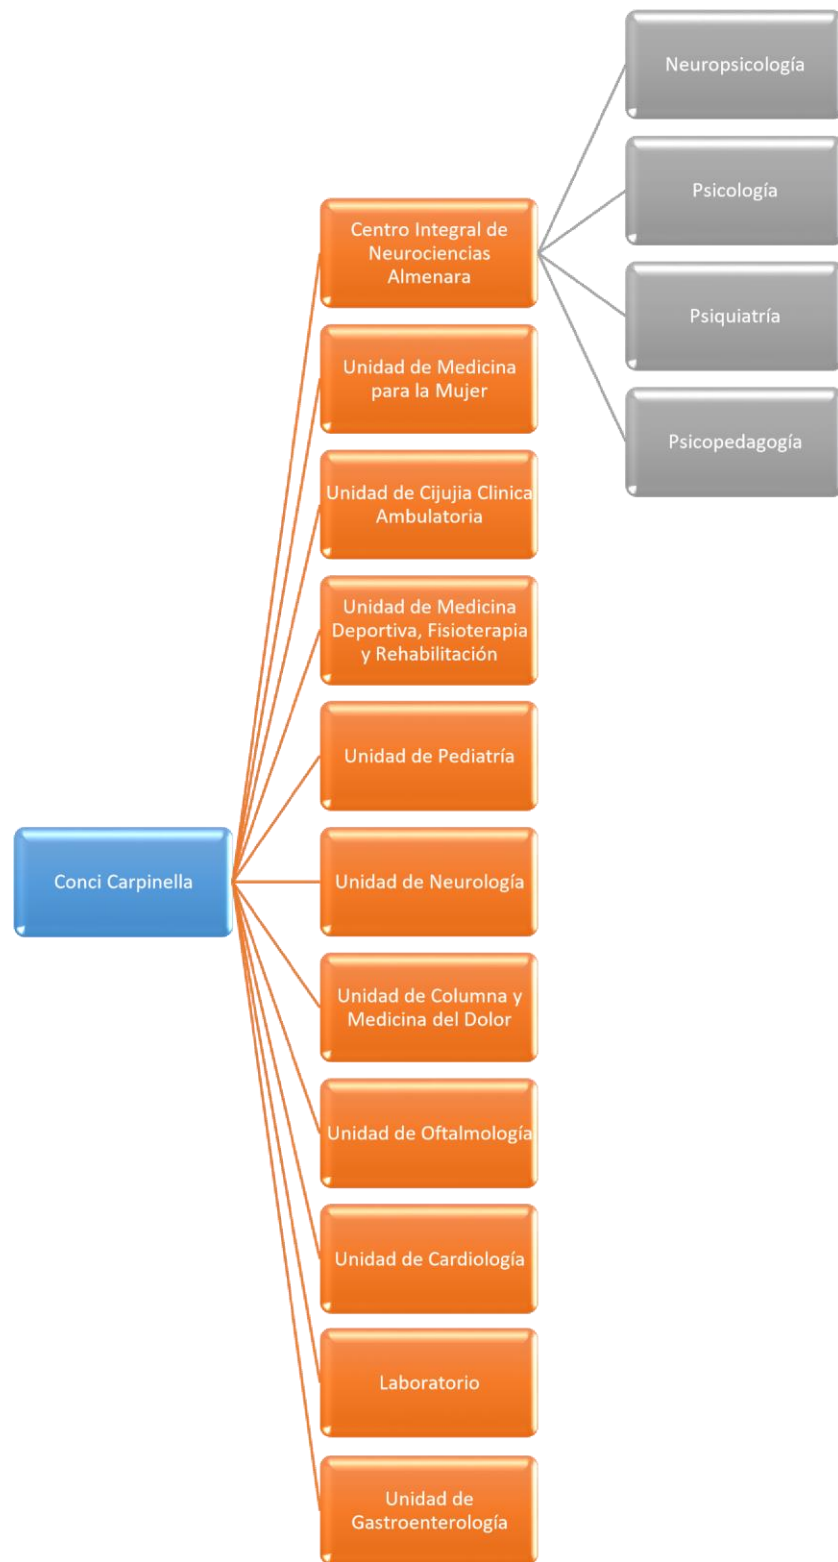 Neuropsicología
Psicología
Psiquiatría
Psicopedagogía
Centro Integral de
Neurociencias
Almenara
Unidad de Medicina
para la Mujer
Unidad de Cijujia Clinica
Ambulatoria
Unidad de Medicina
Deportiva, Fisioterapia
y Rehabilitación
Unidad de Pediatría
Conci Carpinella
Unidad de Neurología
Unidad de Columna y
Medicina del Dolor
Unidad de Oftalmología
Unidad de Cardiología
Laboratorio
Unidad de
Gastroenterología